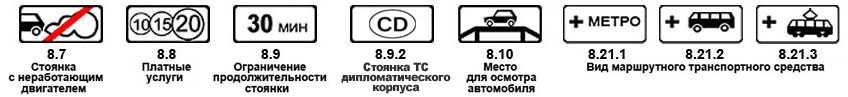 10 15 20
30 МИН
CD
+ МЕТРО
+
+
8.7
Стоянка
с неработающим
двигателем
8.8
Платные
услуги
8.9
Ограничение
продолжительности
стоянки
8.9.2
Стоянка ТС
дипломатического
корпуса
8.10
Место
для осмотра
автомобиля
8.21.1
8.21.2
8.21.3
Вид маршрутного транспортного средства